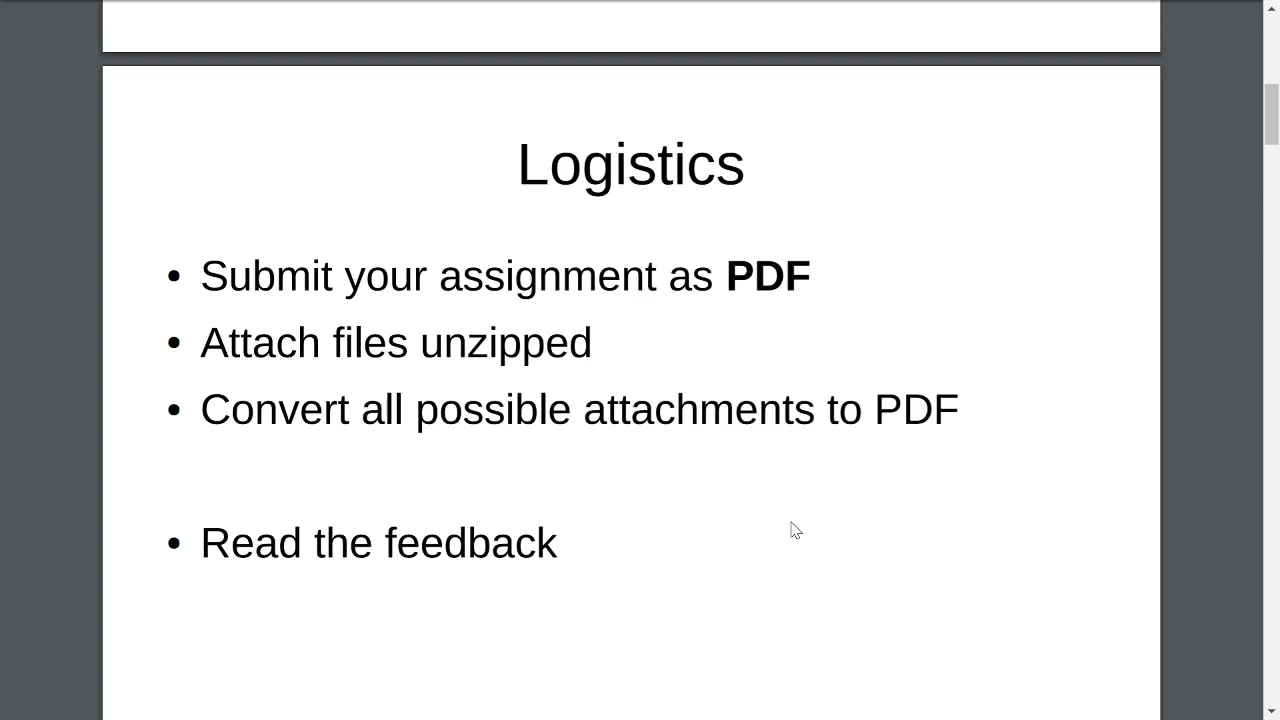 Logistics
• Submit your assignment as PDF
• Attach files unzipped
• Convert all possible attachments to PDF
• Read the feedback